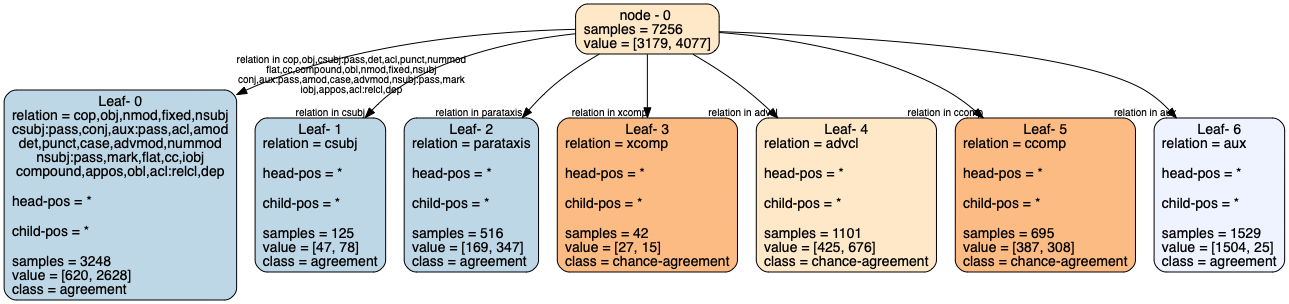 node - 0
samples = 7256
value = [3179, 4077]
relation in cop,obj,csubj:pass,det,acl,punct,nummod
flat,cc,compound,obl,nmod,fixed,nsubj
conj,aux:pass,amod,case,advmod,nsubj:pass,mark
iobj,appos,acl:relcl,dep
Leaf- 0
relation = cop,obj,nmod,fixed,nsubj
csubj:pass,conj,aux:pass,acl,amod
det,punct,case,advmod,nummod
nsubj:pass,mark,flat,cc,iobj
compound,appos,obl,acl:relcl,dep
head-pos = *
child-pos = *
samples = 3248
value = [620, 2628]
class = agreement
relation in csubj
Leaf- 1
relation = csubj
head-pos = *
child-pos = *
samples = 125
value = [47, 78]
class = agreement
relation in parataxis
Leaf- 2
relation = parataxis
head-pos = *
child-pos = *
samples = 516
value = [169, 347]
class = agreement
relation in xcomp
Leaf- 3
relation = xcomp
head-pos = *
child-pos = *
samples = 42
value = [27, 15]
class = chance-agreement
relation in advcl
Leaf- 4
relation = advcl
head-pos = *
child-pos = *
samples = 1101
value = [425, 676]
class = chance-agreement
relation in ccomp
Leaf- 5
relation = ccomp
head-pos = *
child-pos = *
samples = 695
value = [387, 308]
class = chance-agreement
relation in aux
Leaf- 6
relation = aux
head-pos = *
child-pos = *
samples = 1529
value = [1504, 25]
class = agreement